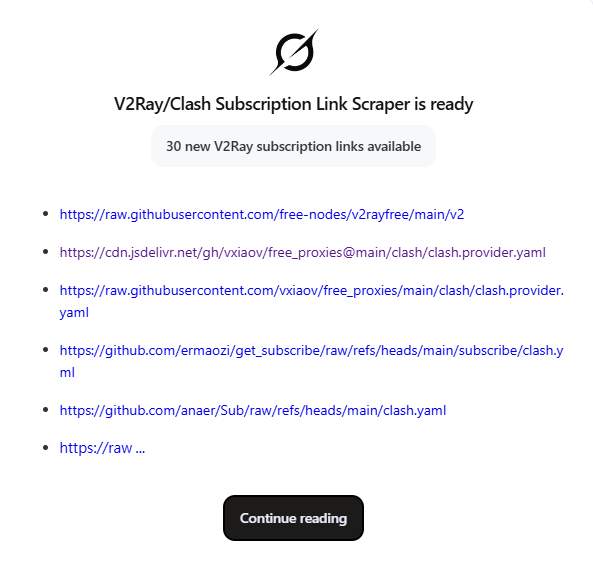 V2Ray/Clash Subscription Link Scraper is ready
30 new V2Ray subscription links available
https://raw.githubusercontent.com/free-nodes/v2rayfree/main/v2
https://cdn.jsdelivr.net/gh/vxiaov/free_proxies@main/clash/clash.provider.yaml
https://raw.githubusercontent.com/vxiaov/free_proxies/main/clash/clash.provider.
yaml
https://github.com/ermaozi/get_subscribe/raw/refs/heads/main/subscribe/clash.y
ml
https://github.com/anaer/Sub/raw/refs/heads/main/clash.yaml
https://raw ...
Continue reading